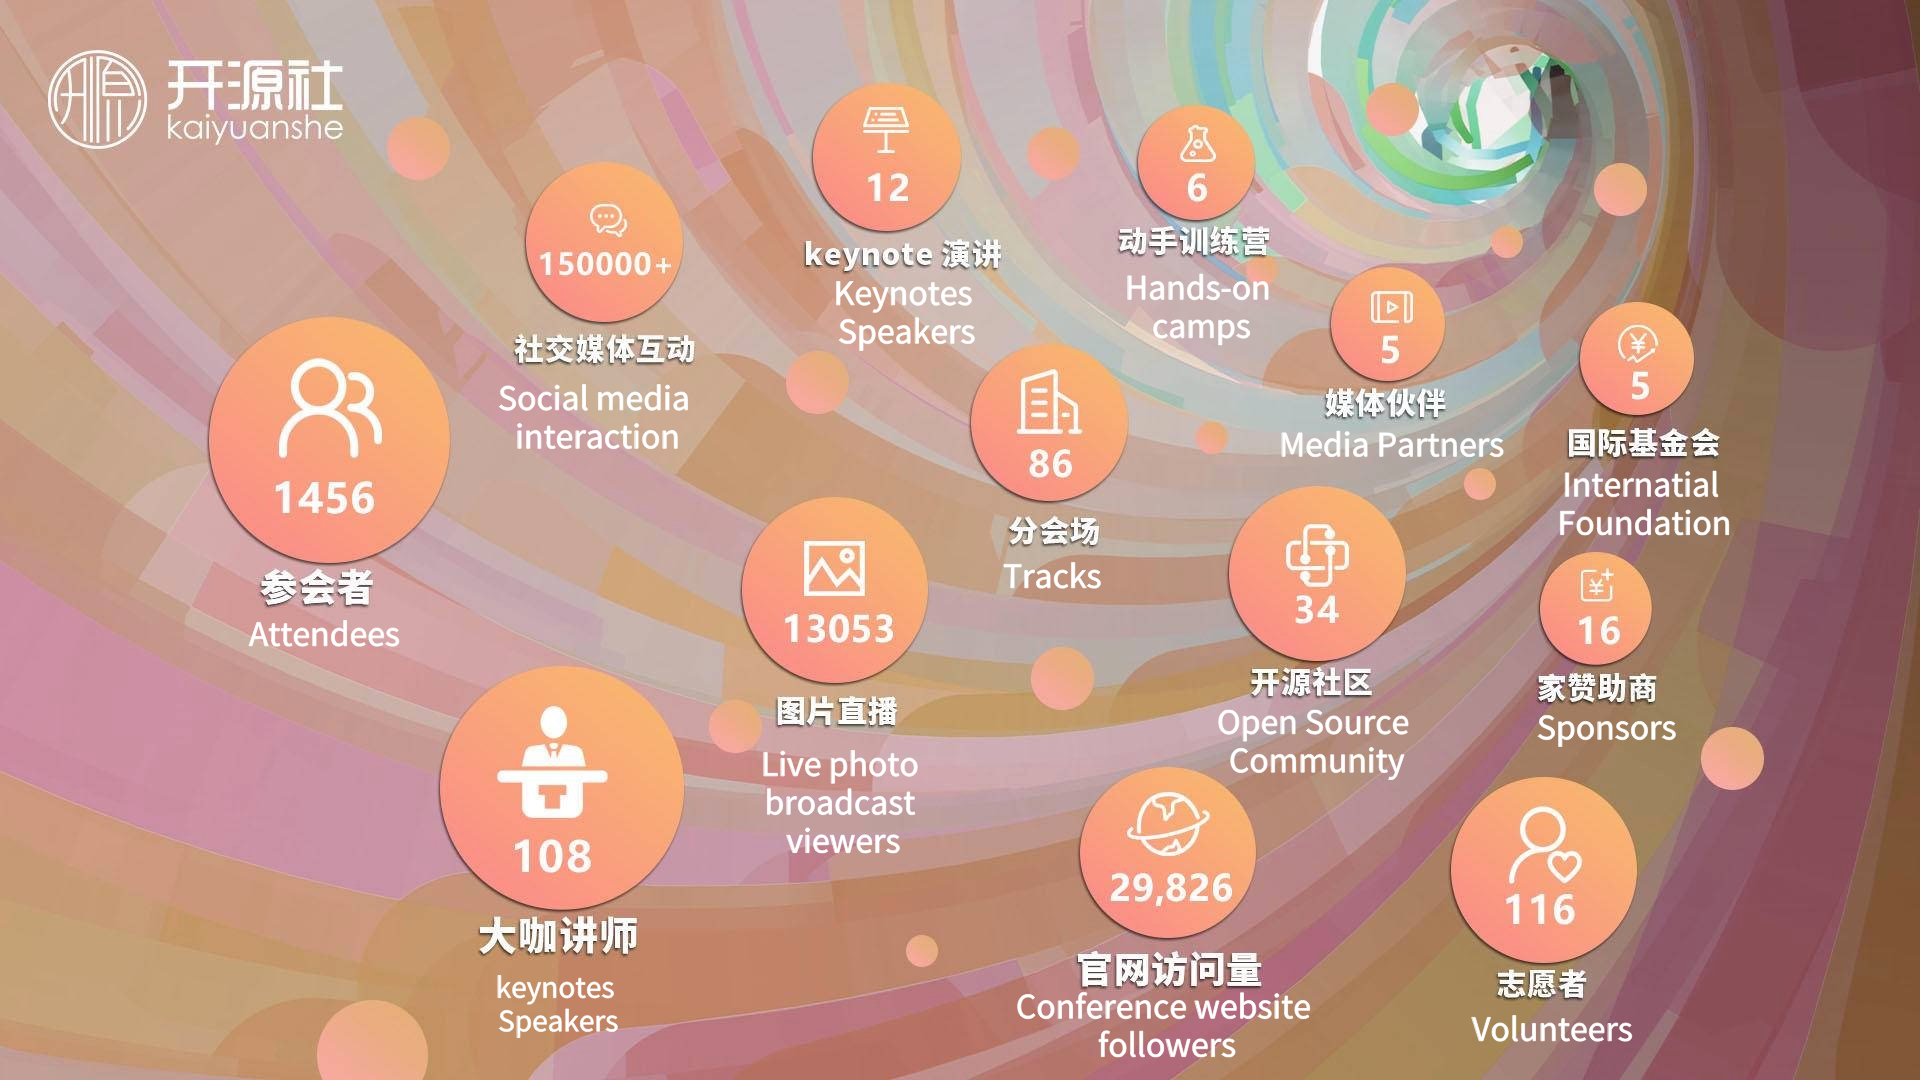 开源社
kaiyuanshe
12
keynote 演讲
Keynotes
Speakers
6
动手训练营
Hands-on
camps
150000+
社交媒体互动
Social media
interaction
5
媒体伙伴
Media Partners
5
国际基金会
Internatial
Foundation
1456
参会者
Attendees
86
分会场
Tracks
13053
图片直播
Live photo
broadcast
viewers
34
开源社区
Open Source
Community
16
家赞助商
Sponsors
108
大咖讲师
keynotes
Speakers
29,826
官网访问量
Conference website
followers
116
志愿者
Volunteers